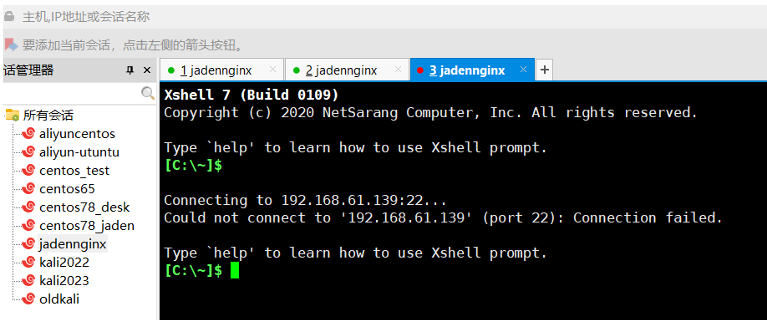 主机,IP地址或会话名称
要添加当前会话，点击左侧的箭头按钮。
话管理器
1 jadennginx
2 jadennginx
3 jadennginx
所有会话
aliyuncentos
aliyun-ututu
centos_test
centos65
centos78_desk
centos78_jaden
jadennginx
kali2022
kali2023
oldkali
Xshell 7 (Build 0109)
Copyright (c) 2020 NetSarang Computer, Inc. All rights reserved.
Type `help' to learn how to use Xshell prompt.
[C:\~]$
Connecting to 192.168.61.139:22...
Could not connect to '192.168.61.139' (port 22): Connection failed.
Type `help' to learn how to use Xshell prompt.
[C:\~]$